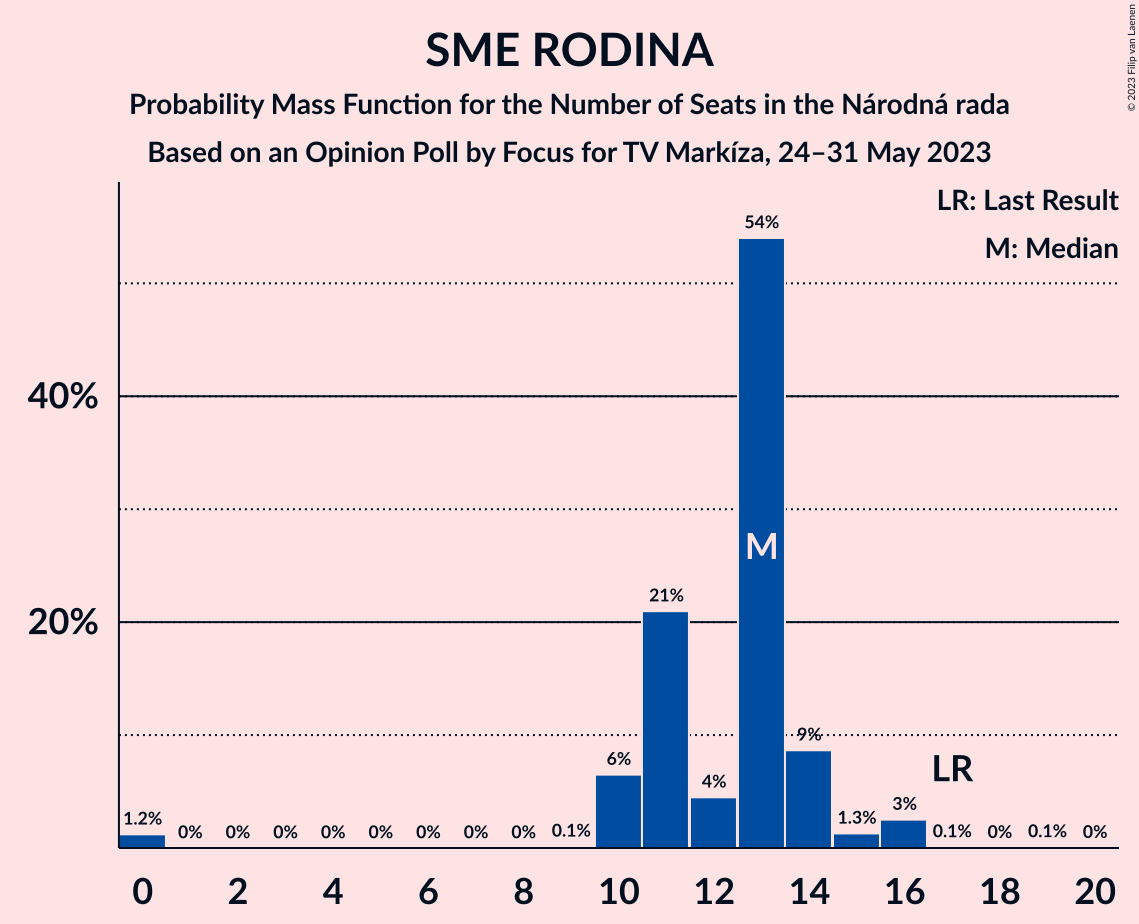 SME RODINA
Probability Mass Function for the Number of Seats in the Národná rada
Based on an Opinion Poll by Focus for TV Markíza, 24–31 May 2023
© 2023 Filip van Laenen
LR: Last Result
M: Median
40%
20%
1.2%
0%
0%
0%
0%
0%
0%
0%
0%
0.1%
6%
21%
4%
54%
9%
1.3%
3%
0.1%
0%
0.1%
0%
M
LR
0 2 4 6 8 10 12 14 16 18 20